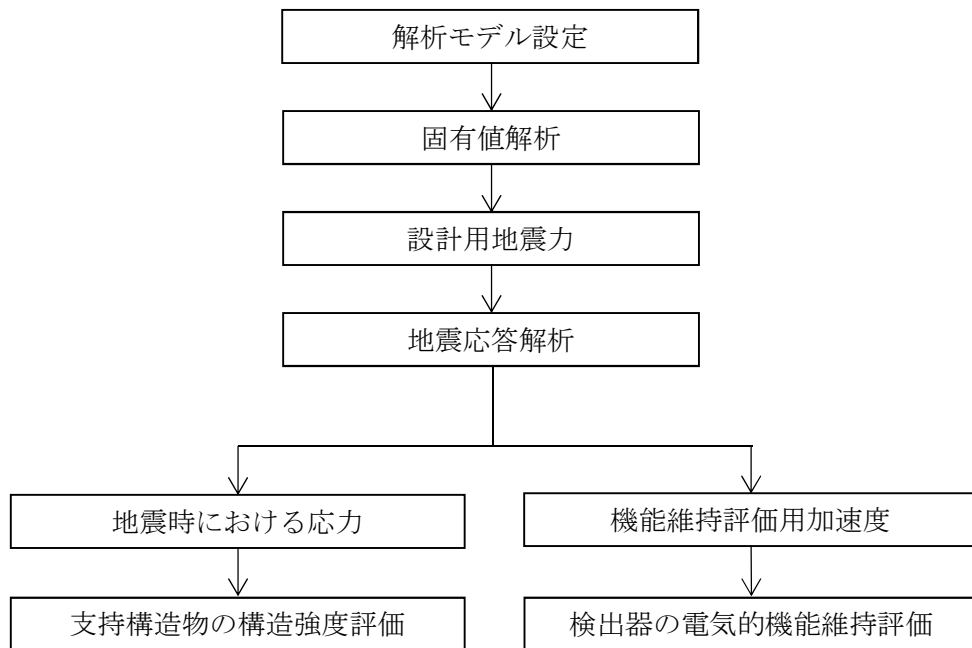 解析モデル設定
固有値解析
設計用地震力
地震応答解析
地震時における応力
機能維持評価用加速度
支持構造物の構造強度評価
検出器の電気的機能維持評価